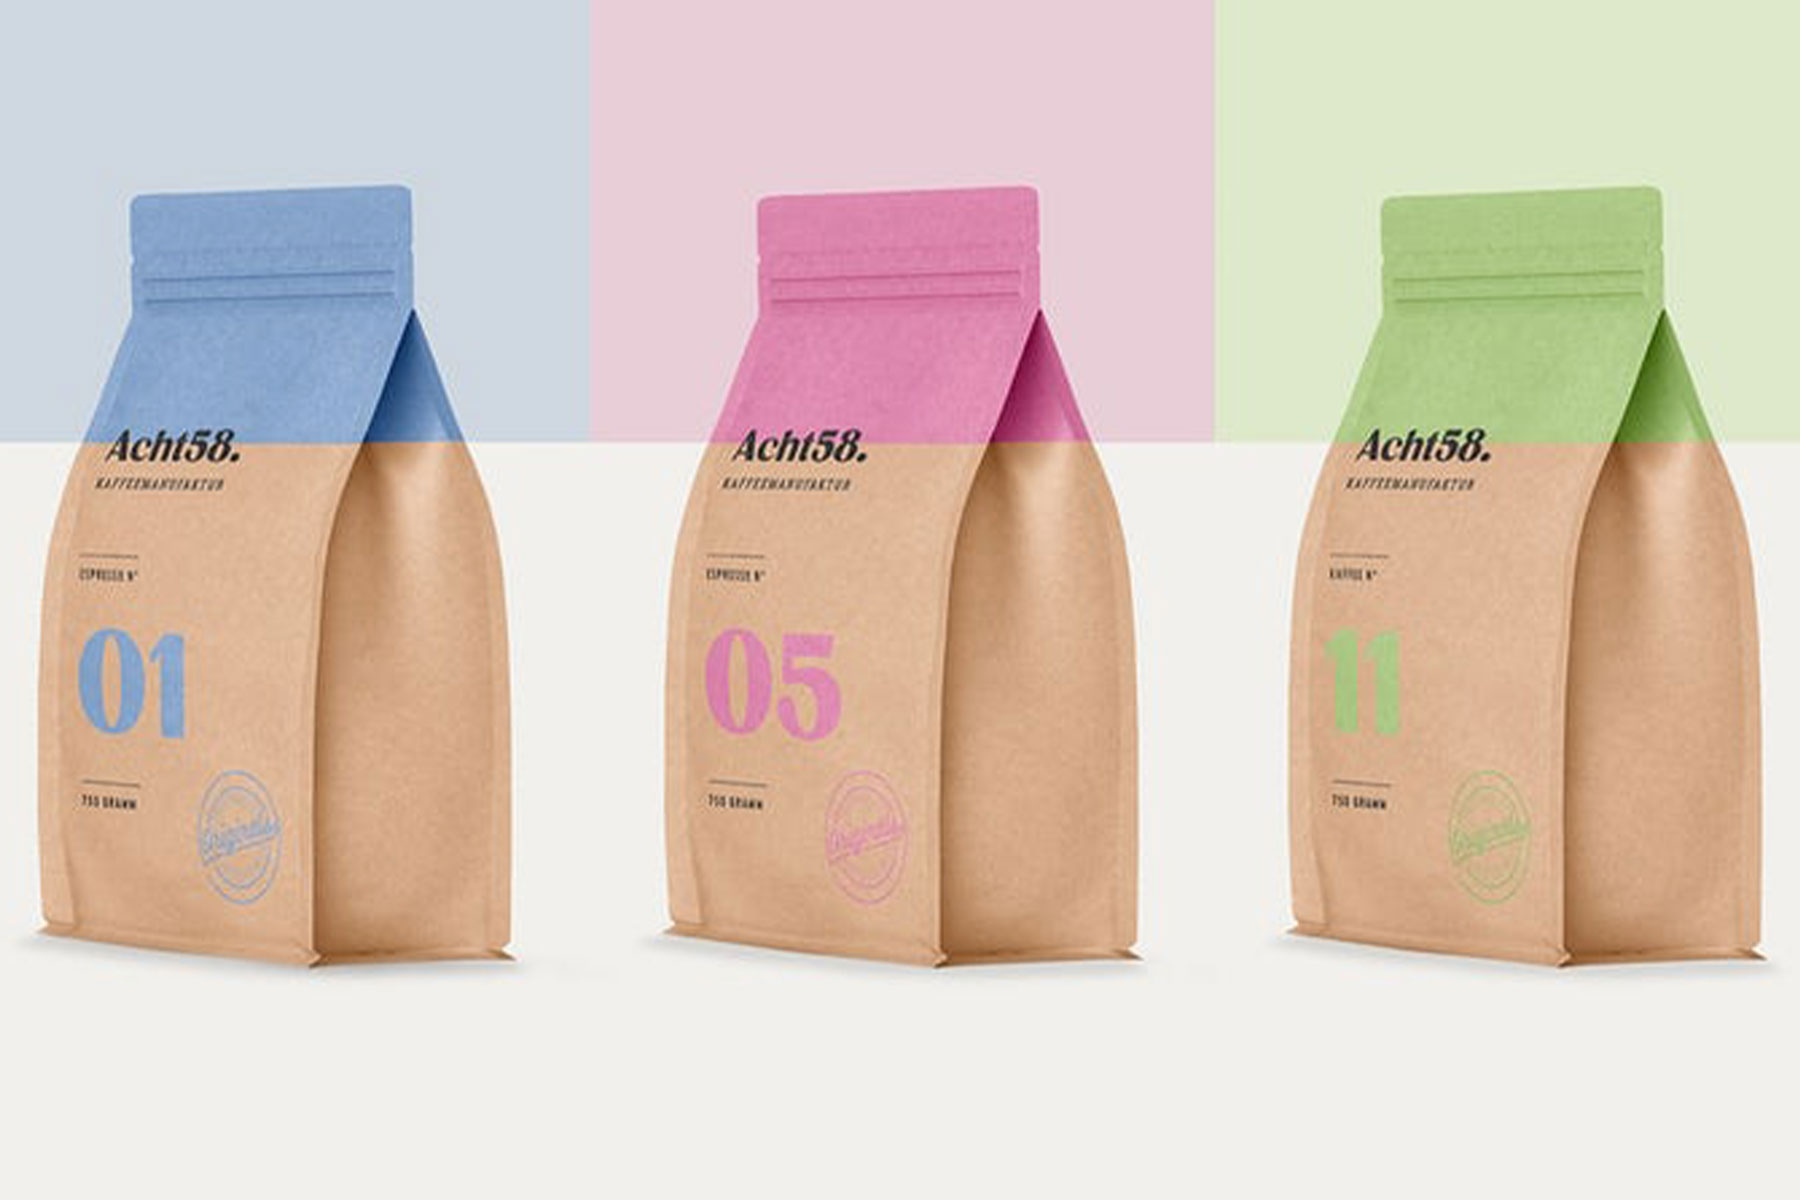 Acht58.
KAFFEEMANUFAKTUR
ESPRESSO N°
01
750 GRAMM
Acht58.
KAFFEEMANUFAKTUR
ESPRESSO N°
05
750 GRAMM
Acht58.
KAFFEEMANUFAKTUR
KAFFEE N°
11
750 GRAMM